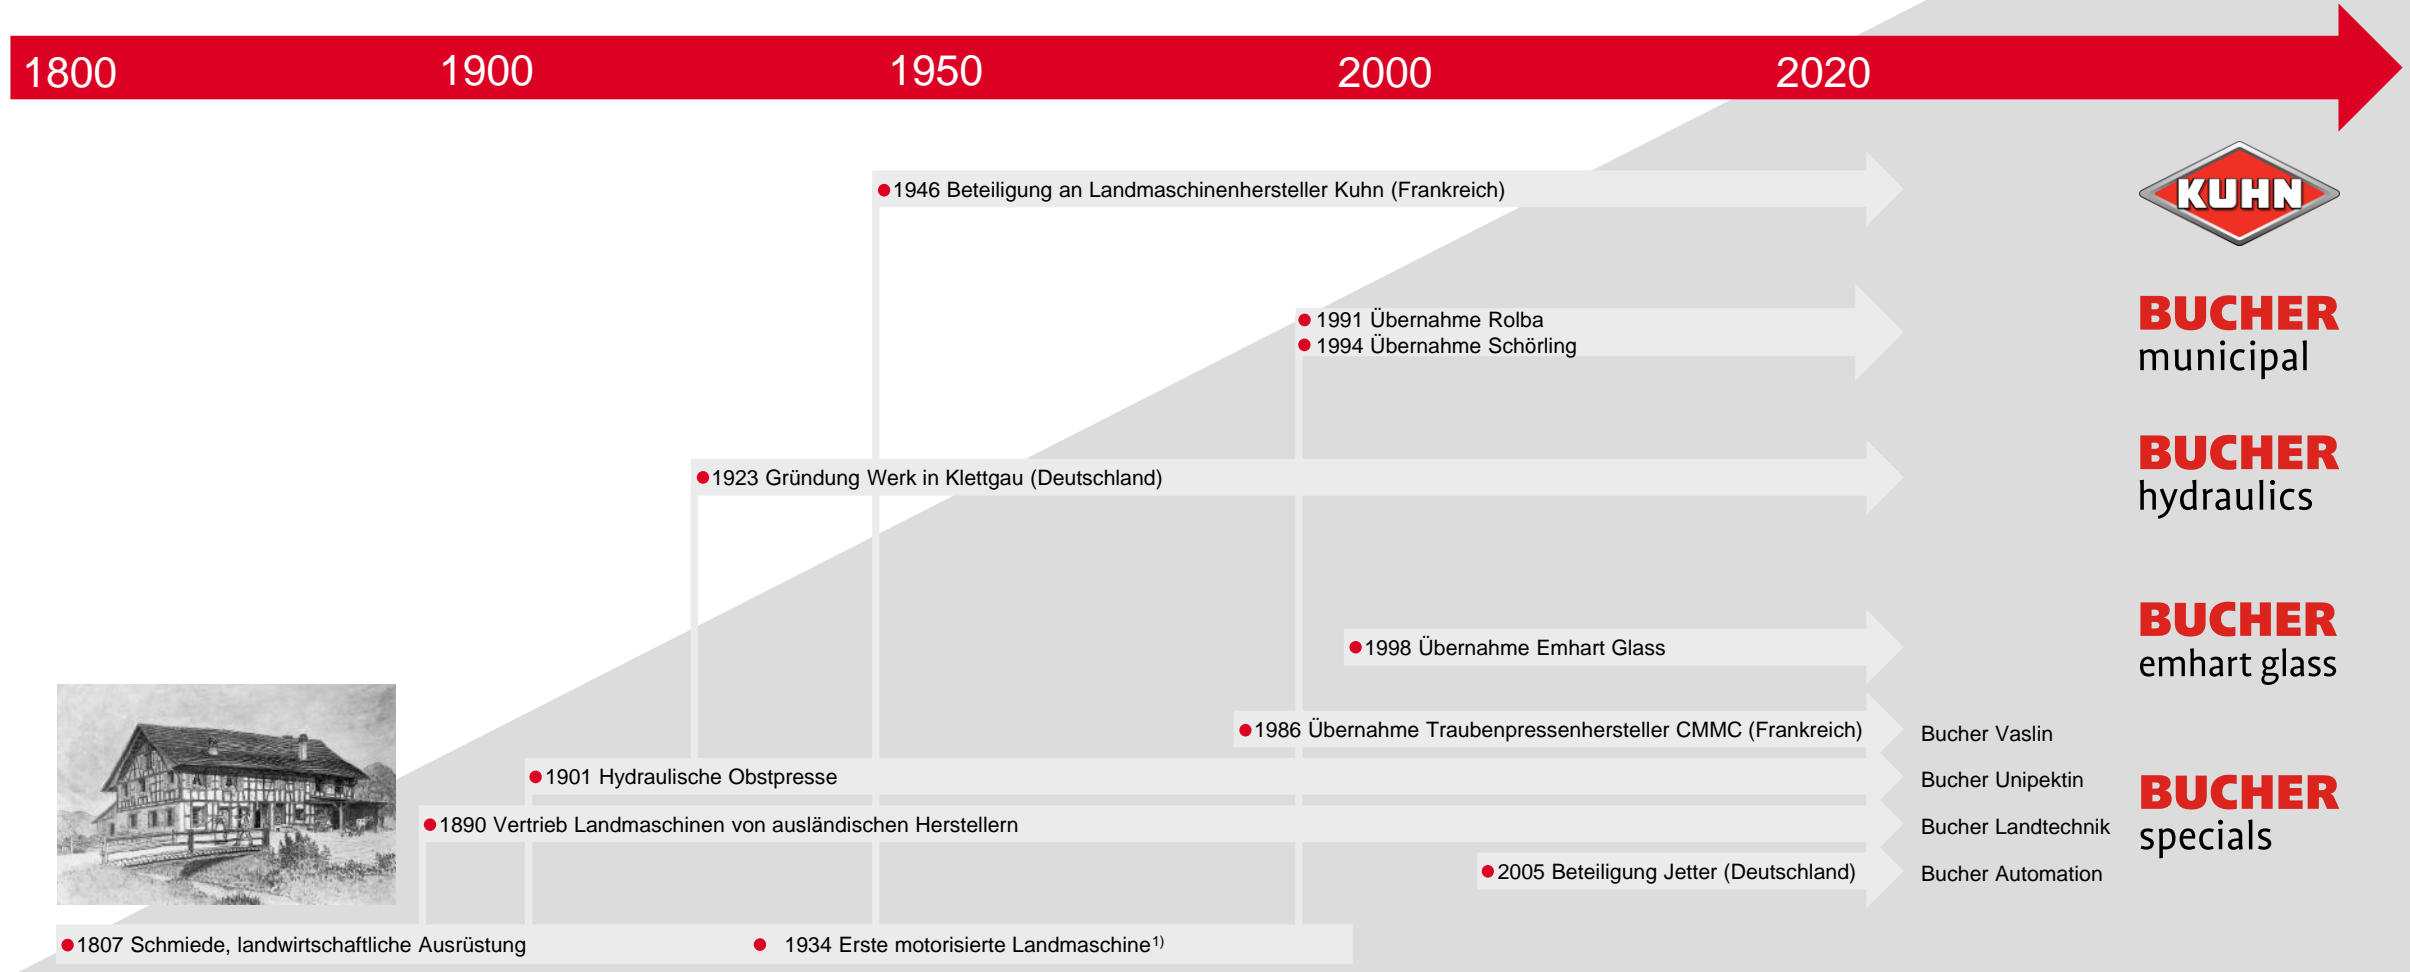 1800 1900 1950 2000 2020
1946 Beteiligung an Landmaschinenhersteller Kuhn (Frankreich)
KUHN
1991 Übernahme Rolba
1994 Übernahme Schörling
BUCHER
municipal
1923 Gründung Werk in Klettgau (Deutschland)
BUCHER
hydraulics
1998 Übernahme Emhart Glass
BUCHER
emhart glass
1986 Übernahme Traubenpressenhersteller CMMC (Frankreich)
Bucher Vaslin
1901 Hydraulische Obstpresse
Bucher Unipektin
1890 Vertrieb Landmaschinen von ausländischen Herstellern
Bucher Landtechnik
2005 Beteiligung Jetter (Deutschland)
Bucher Automation
BUCHER
specials
1807 Schmiede, landwirtschaftliche Ausrüstung
1934 Erste motorisierte Landmaschine1)